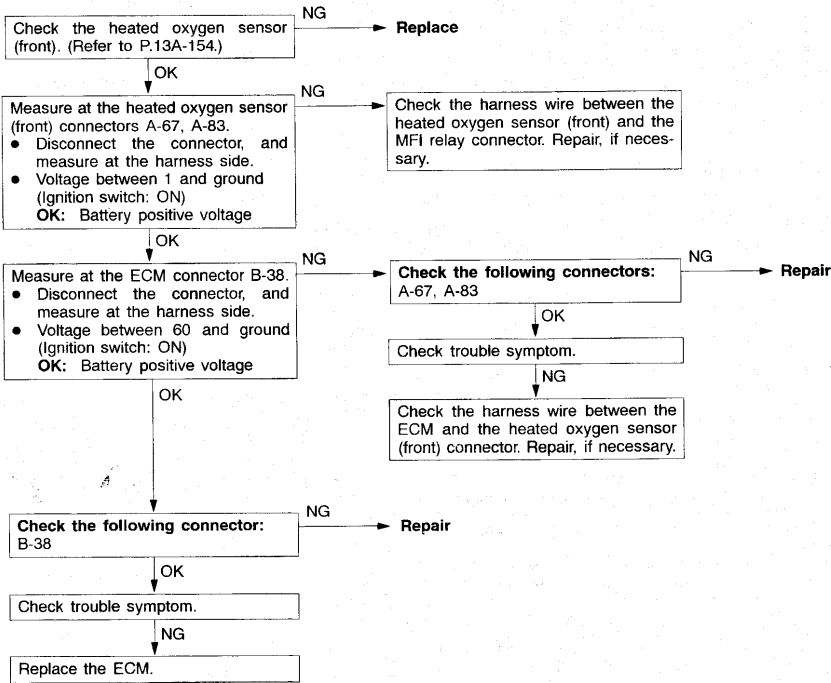 Check the heated oxygen sensor
(front). (Refer to P.13A-154.)
NG
Replace
OK
Measure at the heated oxygen sensor
(front) connectors A-67, A-83.
● Disconnect the connector, and
measure at the harness side.
● Voltage between 1 and ground
(Ignition switch: ON)
OK: Battery positive voltage
NG
Check the harness wire between the
heated oxygen sensor (front) and the
MFI relay connector. Repair, if neces-
sary.
OK
Measure at the ECM connector B-38.
● Disconnect the connector, and
measure at the harness side.
● Voltage between 60 and ground
(Ignition switch: ON)
OK: Battery positive voltage
NG
Check the following connectors:
A-67, A-83
NG
Repair
OK
Check trouble symptom.
NG
Check the harness wire between the
ECM and the heated oxygen sensor
(front) connector. Repair, if necessary.
OK
Check the following connector:
B-38
NG
Repair
OK
Check trouble symptom.
NG
Replace the ECM.